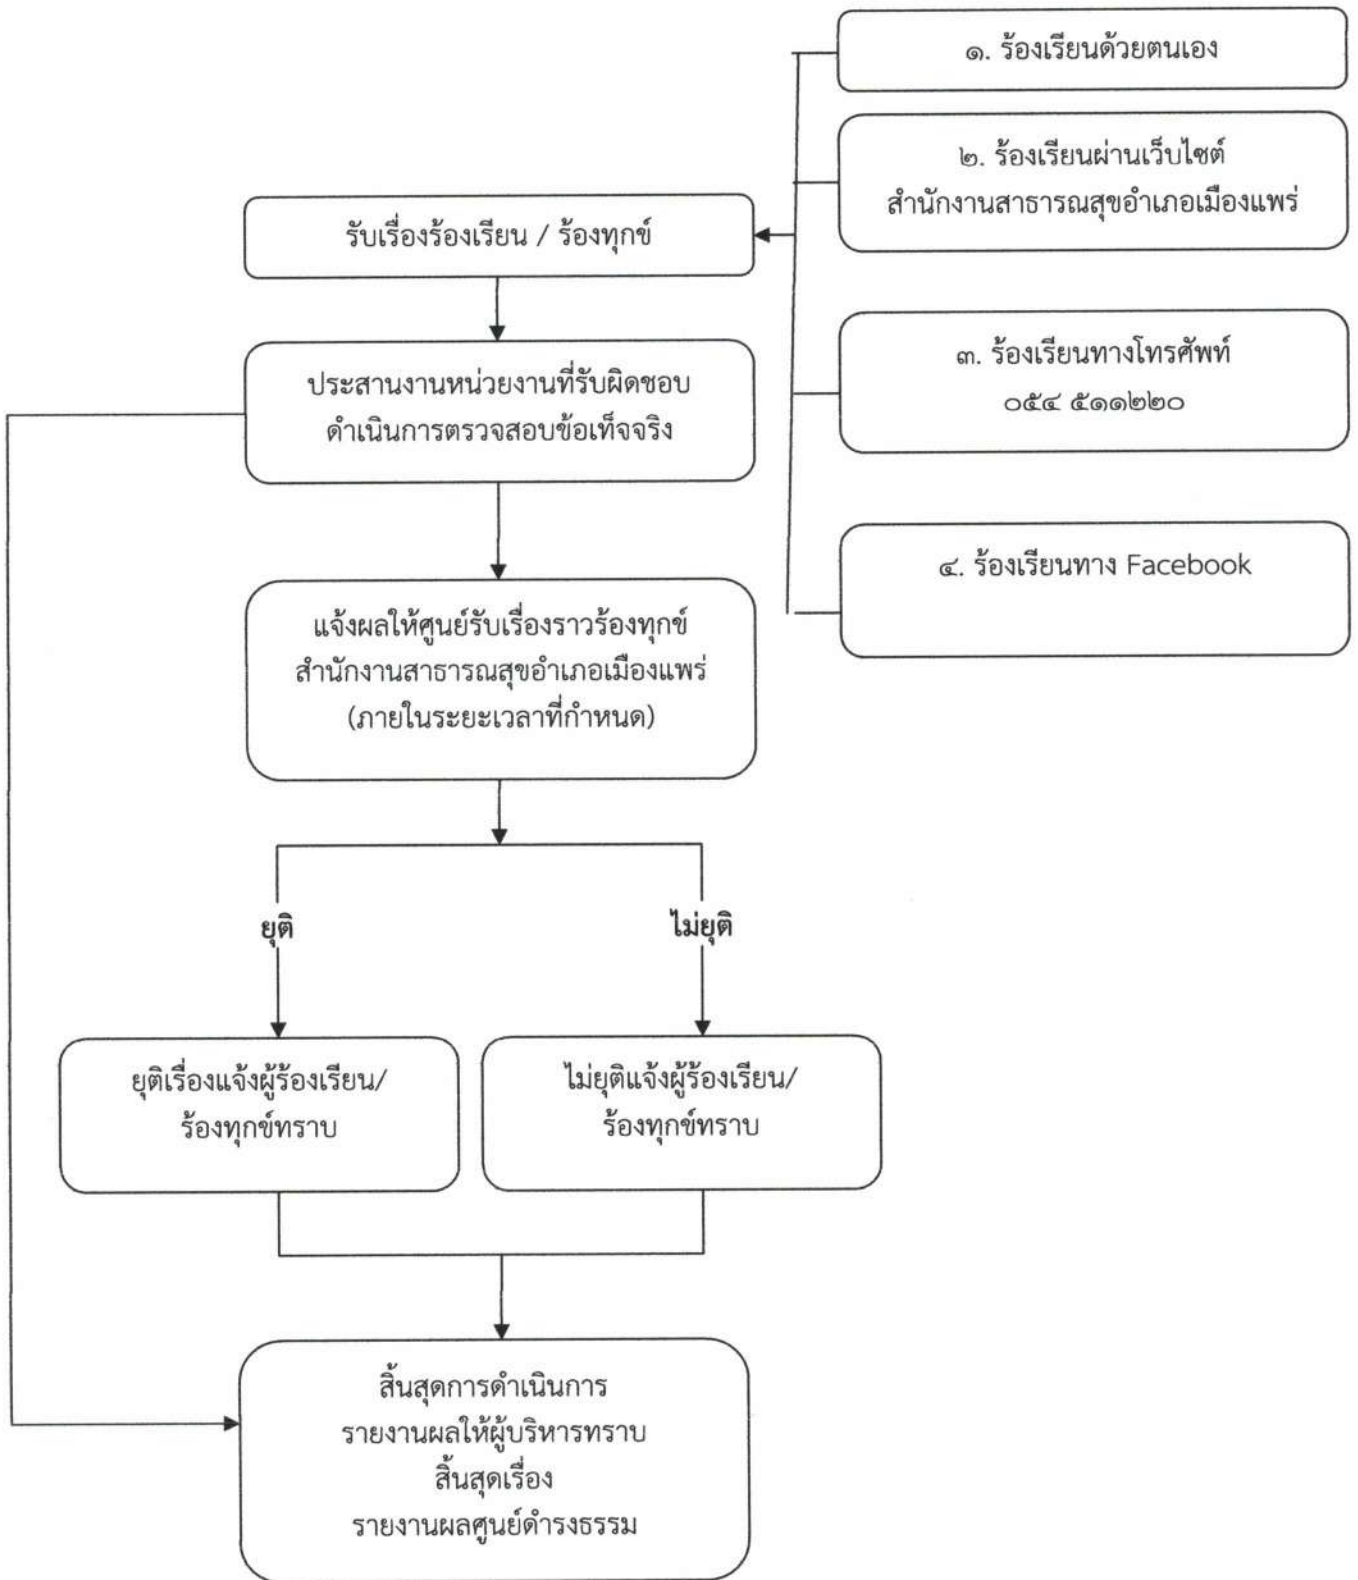 ๑. ร้องเรียนด้วยตนเอง
๒. ร้องเรียนผ่านเว็บไซต์
สำนักงานสาธารณสุขอำเภอเมืองแพร่
รับเรื่องร้องเรียน / ร้องทุกข์
๓. ร้องเรียนทางโทรศัพท์
๐๕๔ ๕๑๑๒๒๐
ประสานงานหน่วยงานที่รับผิดชอบ
ดำเนินการตรวจสอบข้อเท็จจริง
๔. ร้องเรียนทาง Facebook
แจ้งผลให้ศูนย์รับเรื่องราวร้องทุกข์
สำนักงานสาธารณสุขอำเภอเมืองแพร่
(ภายในระยะเวลาที่กำหนด)
ยุติ
ไม่ยุติ
ยุติเรื่องแจ้งผู้ร้องเรียน/
ร้องทุกข์ทราบ
ไม่ยุติแจ้งผู้ร้องเรียน/
ร้องทุกข์ทราบ
สิ้นสุดการดำเนินการ
รายงานผลให้ผู้บริหารทราบ
สิ้นสุดเรื่อง
รายงานผลศูนย์ดำรงธรรม